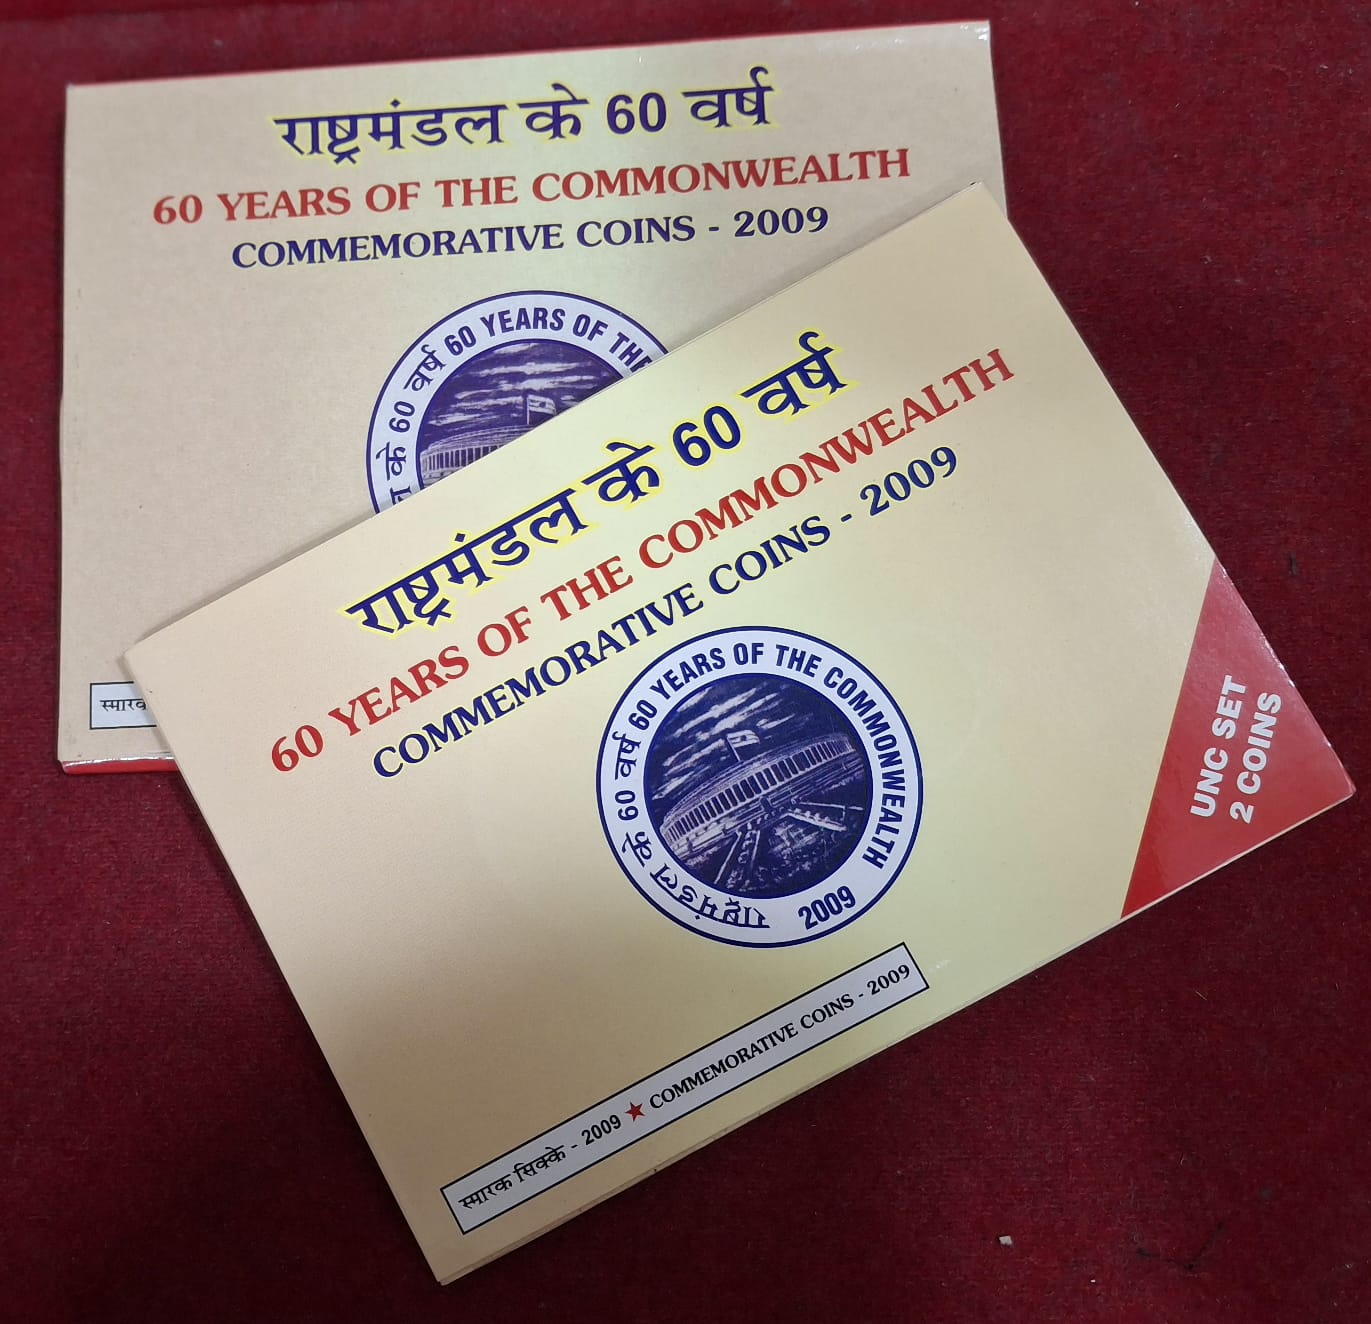 राष्ट्रमंडल के 60 वर्ष
60 YEARS OF THE COMMONWEALTH
COMMEMORATIVE COINS - 2009
के 60 वर्ष 60 YEARS OF THE
राष्ट्रमंडल के 60 वर्ष
60 YEARS OF THE COMMONWEALTH
COMMEMORATIVE COINS - 2009
राष्ट्रमंडल के 60 वर्ष 60 YEARS OF THE COMMONWEALTH 2009
UNC SET
2 COINS
स्मारक सिक्के - 2009 ★ COMMEMORATIVE COINS - 2009
स्मारक